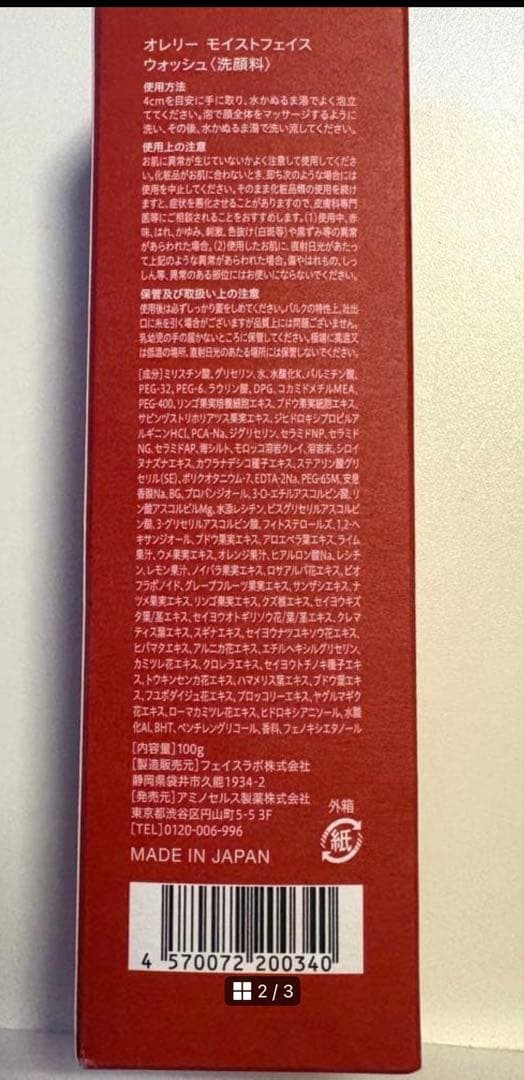 オレリー モイストフェイス
ウォッシュ〈洗顔料〉
使用方法
4cmを目安に手に取り、水かぬるま湯でよく泡立
ててください。泡で顔全体をマッサージするように
洗い、その後、水かぬるま湯で洗い流してください。
使用上の注意
お肌に異常が生じていないかよく注意して使用してくださ
い。化粧品がお肌に合わないとき、即ち次のような場合には
使用を中止してください。そのまま化粧品類の使用を続け
ますと、症状を悪化させることがありますので、皮膚科専門
医等にご相談されることをおすすめします。(1)使用中、赤
味、はれ、かゆみ、刺激、色抜け(白斑等)や黒ずみ等の異常
があらわれた場合。(2)使用したお肌に、直射日光があたっ
て上記のような異常があらわれた場合。傷やはれもの、しっ
しん等、異常のある部位にはお使いにならないでください。
保管及び取扱い上の注意
使用後は必ずしっかり蓋をしめてください。バルクの特性上、吐出
口に糸を引く場合がございますが品質上には問題ございません。
乳幼児の手の届かないところに保管してください。極端に高温又
は低温の場所、直射日光のあたる場所には保管しないでください。
[成分]ミリスチン酸、グリセリン、水、水酸化K、パルミチン酸、
PEG-32、PEG-6、ラウリン酸、DPG、コカミドメチルMEA、
PEG-400、リンゴ果実培養細胞エキス、ブドウ果実細胞エキス、
サピンヅストリホリアツス果実エキス、ジヒドロキシプロピルア
ルギニンHCl、PCA-Na、ジグリセリン、セラミドNP、セラミド
NG、セラミドAP、海シルト、モロッコ溶岩クレイ、溶岩末、シロイ
ヌナズナエキス、カワラナデシコ種子エキス、ステアリン酸グリ
セリル(SE)、ポリクオタニウム-7、EDTA-2Na、PEG-65M、安息
香酸Na、BG、プロパンジオール、3-O-エチルアスコルビン酸、リ
ン酸アスコルビルMg、水添レシチン、ビスグリセリルアスコルビ
ン酸、3-グリセリルアスコルビン酸、フィトステロールズ、1,2-ヘ
キサンジオール、ブドウ果実エキス、アロエベラ葉エキス、ライム
果汁、ウメ果実エキス、オレンジ果汁、ヒアルロン酸Na、レシチ
ン、レモン果汁、ノイバラ果実エキス、ロサアルバ花エキス、ビオ
フラボノイド、グレープフルーツ果実エキス、サンザシエキス、ナ
ツメ果実エキス、リンゴ果実エキス、クズ根エキス、セイヨウキズ
タ葉/茎エキス、セイヨウオトギリソウ花/葉/茎エキス、クレマ
ティス葉エキス、スギナエキス、セイヨウナツユキソウ花エキス、
ヒバマタエキス、アルニカ花エキス、エチルヘキシルグリセリン、
カミツレ花エキス、クロレラエキス、セイヨウトチノキ種子エキ
ス、トウキンセンカ花エキス、ハマメリス葉エキス、ブドウ葉エキ
ス、フユボダイジュ花エキス、ブロッコリーエキス、ヤグルマギク
花エキス、ローマカミツレ花エキス、ヒドロキシアニソール、水酸
化Al、BHT、ペンチレングリコール、香料、フェノキシエタノール
[内容量]100g
[製造販売元]フェイスラボ株式会社
静岡県袋井市久能1934-2
[発売元]アミノセルス製薬株式会社
東京都渋谷区円山町5-5 3F
[TEL]0120-006-996
外箱
紙
MADE IN JAPAN
4 570072 200340
2 / 3